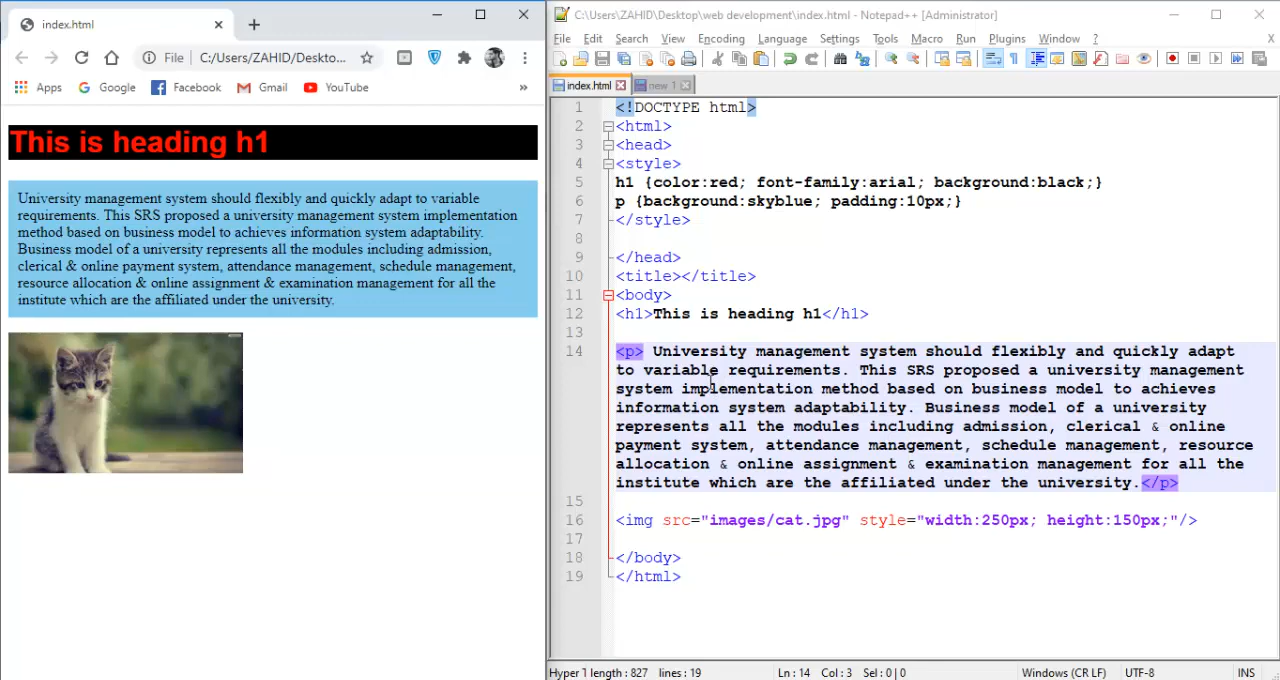 index.html
File
C:/Users/ZAHID/Deskto...
Apps
Google
Facebook
Gmail
YouTube
»
This is heading h1
University management system should flexibly and quickly adapt to variable
requirements. This SRS proposed a university management system implementation
method based on business model to achieves information system adaptability.
Business model of a university represents all the modules including admission,
clerical & online payment system, attendance management, schedule management,
resource allocation & online assignment & examination management for all the
institute which are the affiliated under the university.
C:\Users\ZAHID\Desktop\web development\index.html - Notepad++ [Administrator]
File Edit Search View Encoding Language Settings Tools Macro Run Plugins Window ? X
index.html new 1
1 <!DOCTYPE html>
2 <html>
3 <head>
4 <style>
5 h1 {color:red; font-family:arial; background:black;}
6 p {background:skyblue; padding:10px;}
7 </style>
8
9 </head>
10 <title></title>
11 <body>
12 <h1>This is heading h1</h1>
13
14 <p> University management system should flexibly and quickly adapt
to variable requirements. This SRS proposed a university management
system implementation method based on business model to achieves
information system adaptability. Business model of a university
represents all the modules including admission, clerical & online
payment system, attendance management, schedule management, resource
allocation & online assignment & examination management for all the
institute which are the affiliated under the university.</p>
15
16 <img src="images/cat.jpg" style="width:250px; height:150px;"/>
17
18 </body>
19 </html>
Hyper 1 length : 827 lines : 19 Ln : 14 Col : 3 Sel : 0 | 0 Windows (CR LF) UTF-8 INS